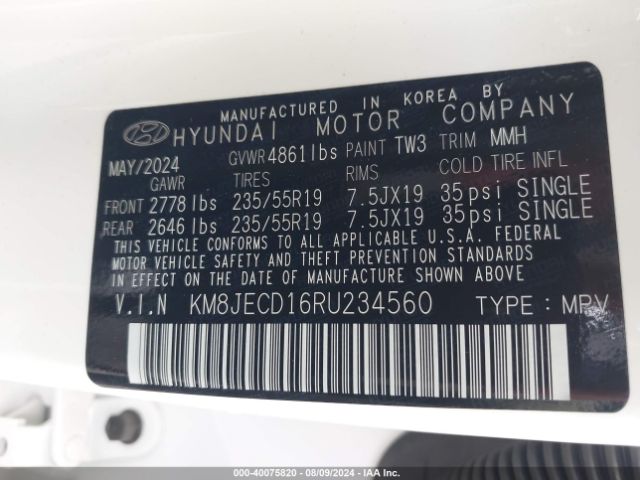 MANUFACTURED IN KOREA BY
HYUNDAI MOTOR COMPANY
MAY/2024 GVWR 4861lbs PAINT TW3 TRIM MMH
GAWR TIRES RIMS COLD TIRE INFL
FRONT 2778 lbs 235/55R19 7.5JX19 35psi SINGLE
REAR 2646 lbs 235/55R19 7.5JX19 35psi SINGLE
THIS VEHICLE CONFORMS TO ALL APPLICABLE U.S.A. FEDERAL
MOTOR VEHICLE SAFETY AND THEFT PREVENTION STANDARDS
IN EFFECT ON THE DATE OF MANUFACTURE SHOWN ABOVE.
V.I.N KM8JECD16RU234560 TYPE: MPV
000-40075820 - 08/09/2024 - IAA Inc.